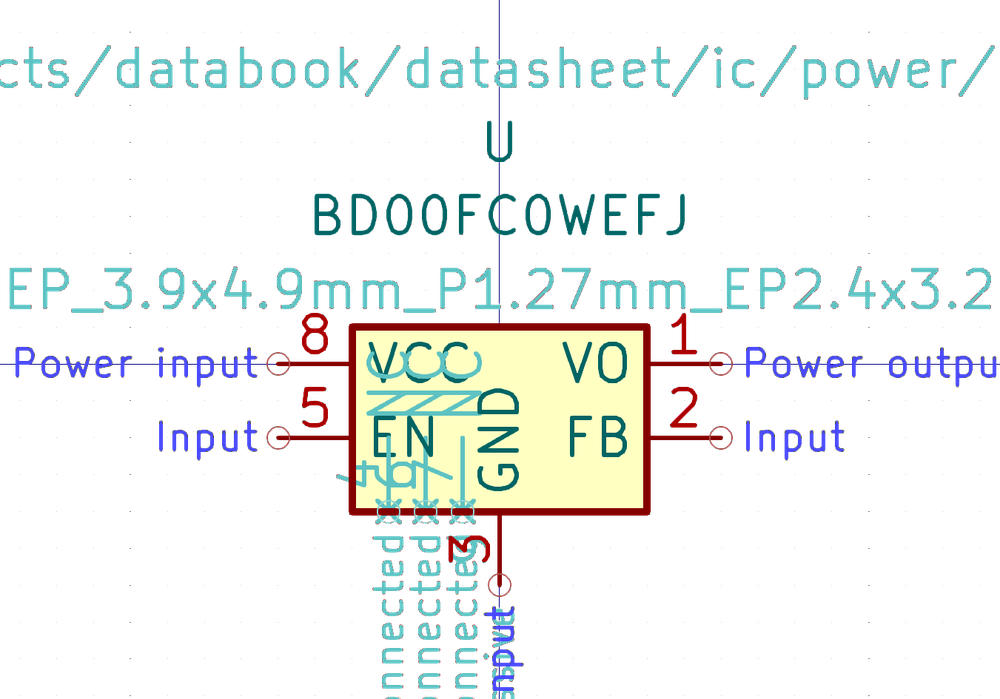 cts/databook/datasheet/ic/power/
U
BD00FC0WEFJ
EP_3.9x4.9mm_P1.27mm_EP2.4x3.2
8
1
Power input
VCC
VO
Power outpu
5
2
Input
EN
GND
FB
Input
4
6
7
3
nnected
nnected
nnected
nput